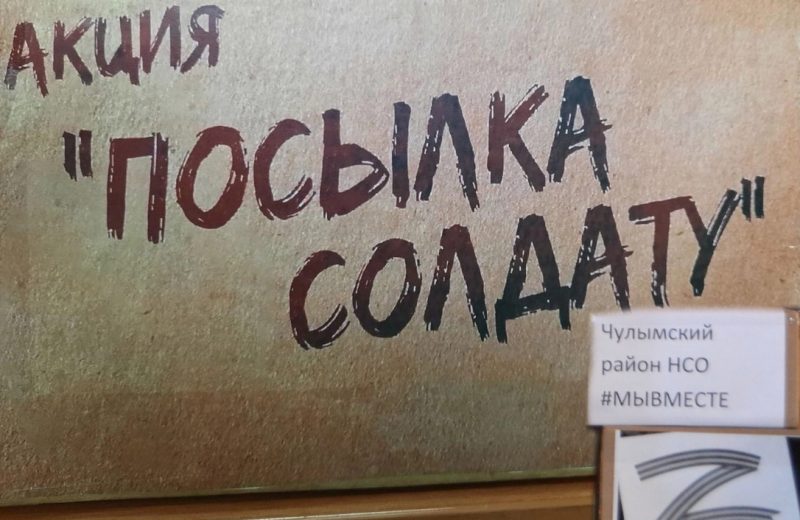 АКЦИЯ
"ПОСЫЛКА
СОЛДАТУ"
Чулымский
район НСО
#МЫВМЕСТЕ
Z